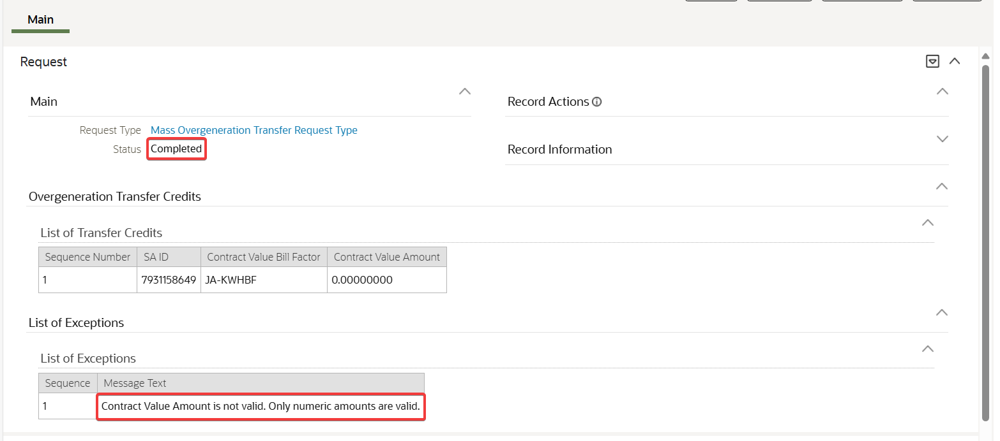 Main
Request
Main
Record Actions
Request Type Mass Overgeneration Transfer Request Type
Status Completed
Record Information
Overgeneration Transfer Credits
List of Transfer Credits
Sequence Number SA ID Contract Value Bill Factor Contract Value Amount
1 7931158649 JA-KWHBF 0.00000000
List of Exceptions
List of Exceptions
Sequence Message Text
1 Contract Value Amount is not valid. Only numeric amounts are valid.